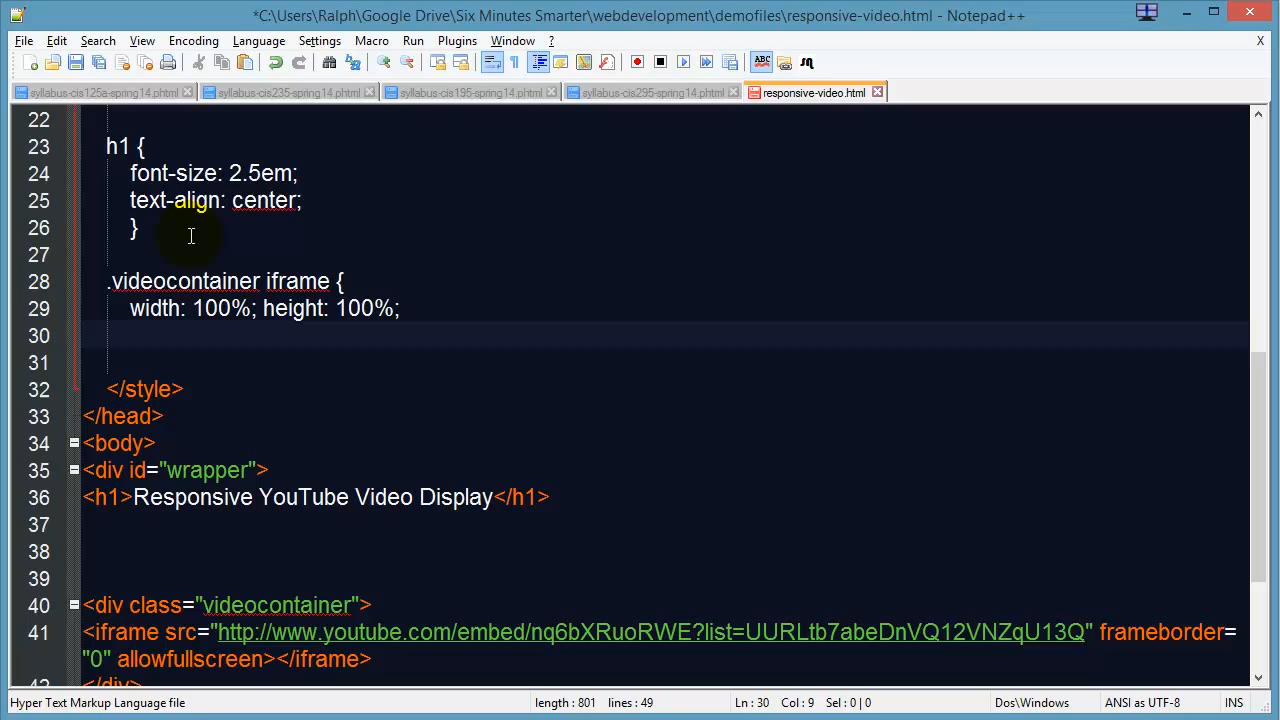 *C:\Users\Ralph\Google Drive\Six Minutes Smarter\webdevelopment\demofiles\responsive-video.html - Notepad++
File Edit Search View Encoding Language Settings Macro Run Plugins Window ? X
syllabus-cis125a-spring14.phtml syllabus-cis235-spring14.phtml syllabus-cis195-spring14.phtml syllabus-cis295-spring14.phtml responsive-video.html
22
23 h1 {
24 font-size: 2.5em;
25 text-align: center;
26 }
27
28 .videocontainer iframe {
29 width: 100%; height: 100%;
30
31
32 </style>
33 </head>
34 <body>
35 <div id="wrapper">
36 <h1>Responsive YouTube Video Display</h1>
37
38
39
40 <div class="videocontainer">
41 <iframe src="http://www.youtube.com/embed/nq6bXRuoRWE?list=UURLtb7abeDnVQ12VNZqU13Q" frameborder=
"0" allowfullscreen></iframe>
42 </div>
Hyper Text Markup Language file length : 801 lines : 49 Ln : 30 Col : 9 Sel : 0 | 0 Dos\Windows ANSI as UTF-8 INS